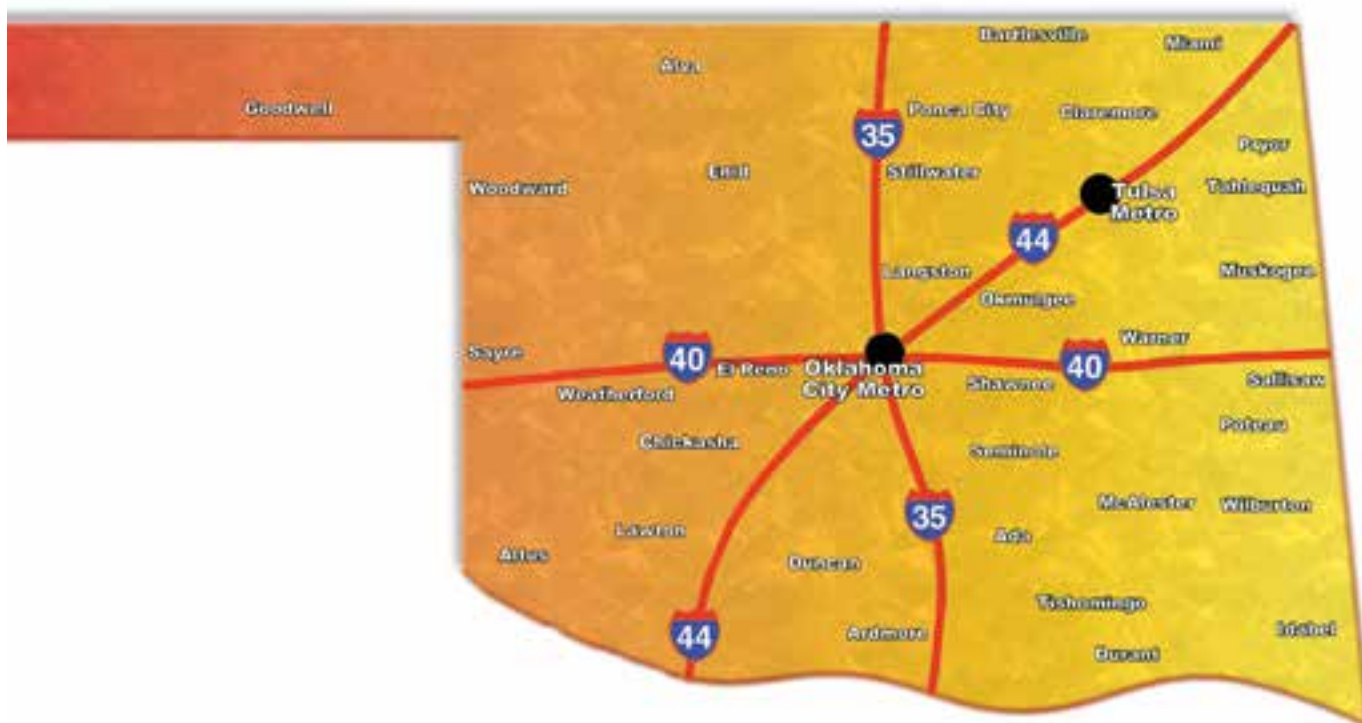 Bartlesville
Miami
Alva
Goodwell
Ponca City
Claremore
35
Pryor
Enid
Stillwater
Woodward
Tahlequah
Tulsa
Metro
44
Langston
Muskogee
Okmulgee
Warner
Sayre
40
El Reno
Oklahoma
City Metro
40
Shawnee
Sallisaw
Weatherford
Poteau
Chickasha
Seminole
McAlester
Wilburton
35
Lawton
Ada
Altus
Duncan
Tishomingo
44
Ardmore
Idabel
Durant